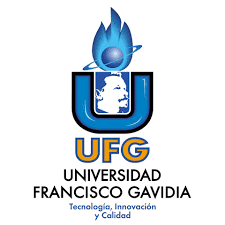 UFG
UNIVERSIDAD
FRANCISCO GAVIDIA
Tecnología, Innovación
y Calidad